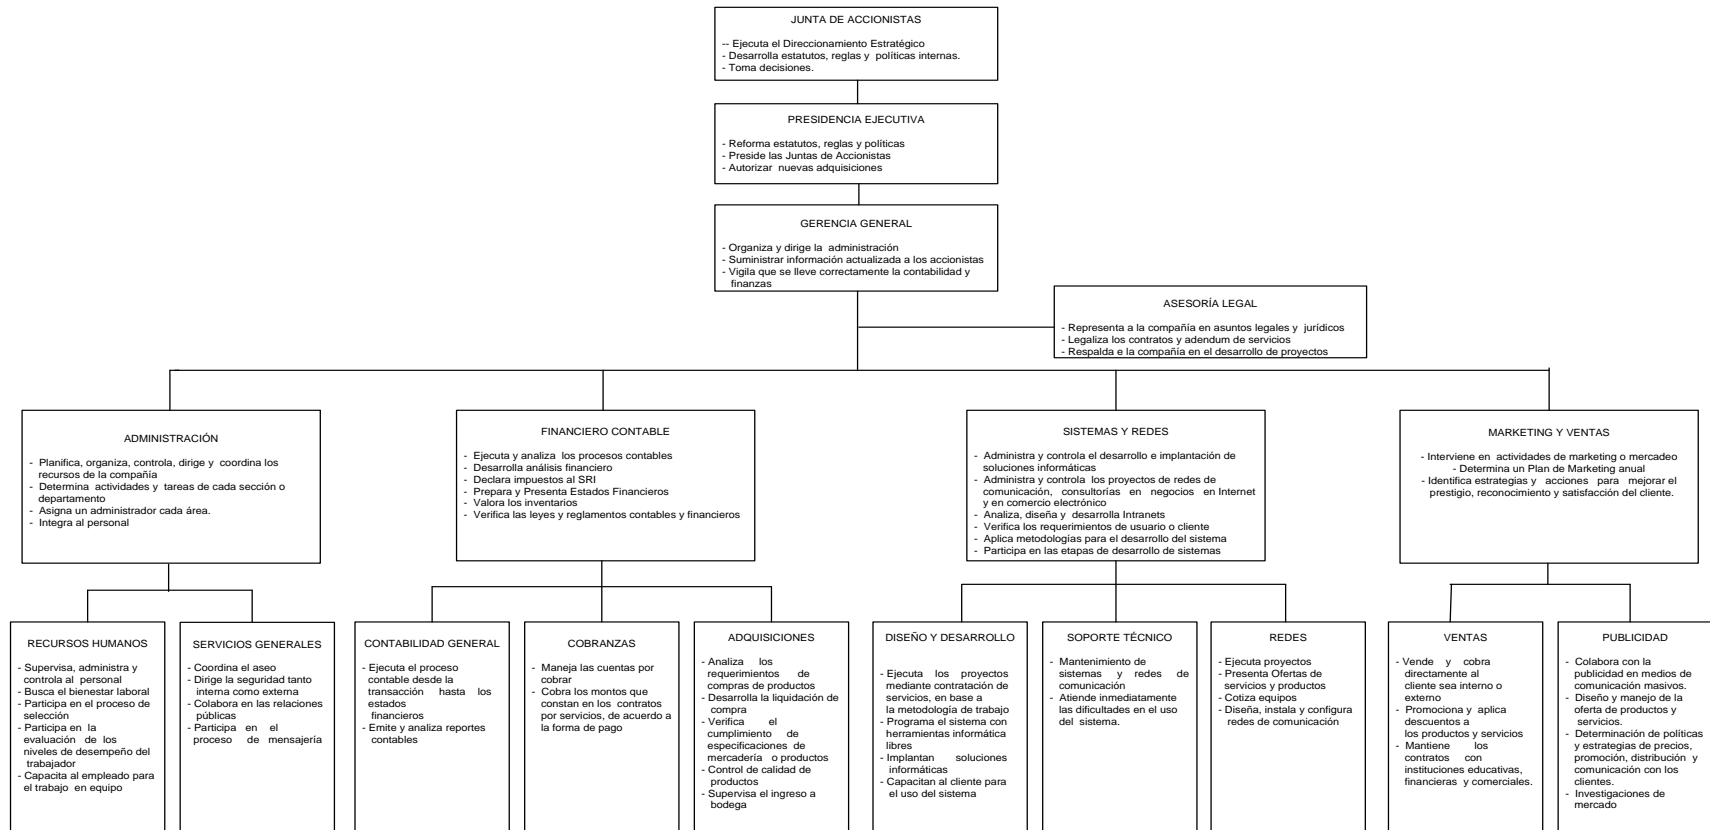 JUNTA DE ACCIONISTAS
-- Ejecuta el Direccionamiento Estratégico
- Desarrolla estatutos, reglas y políticas internas.
- Toma decisiones.
PRESIDENCIA EJECUTIVA
- Reforma estatutos, reglas y políticas
- Preside las Juntas de Accionistas
- Autorizar nuevas adquisiciones
GERENCIA GENERAL
- Organiza y dirige la administración
- Suministrar información actualizada a los accionistas
- Vigila que se lleve correctamente la contabilidad y
finanzas
ASESORÍA LEGAL
- Representa a la compañía en asuntos legales y jurídicos
- Legaliza los contratos y adendum de servicios
- Respalda e la compañía en el desarrollo de proyectos
ADMINISTRACIÓN
- Planifica, organiza, controla, dirige y coordina los
recursos de la compañía
- Determina actividades y tareas de cada sección o
departamento
- Asigna un administrador cada área.
- Integra al personal
FINANCIERO CONTABLE
- Ejecuta y analiza los procesos contables
- Desarrolla análisis financiero
- Declara impuestos al SRI
- Prepara y Presenta Estados Financieros
- Valora los inventarios
- Verifica las leyes y reglamentos contables y financieros
SISTEMAS Y REDES
- Administra y controla el desarrollo e implantación de
soluciones informáticas
- Administra y controla los proyectos de redes de
comunicación, consultorías en negocios en Internet
y en comercio electrónico
- Analiza, diseña y desarrolla Intranets
- Verifica los requerimientos de usuario o cliente
- Aplica metodologías para el desarrollo del sistema
- Participa en las etapas de desarrollo de sistemas
MARKETING Y VENTAS
- Interviene en actividades de marketing o mercadeo
- Determina un Plan de Marketing anual
- Identifica estrategias y acciones para mejorar el
prestigio, reconocimiento y satisfacción del cliente.
RECURSOS HUMANOS
- Supervisa, administra y
controla al personal
- Busca el bienestar laboral
- Participa en el proceso de
selección
- Participa en la
evaluación de los
niveles de desempeño del
trabajador
- Capacita al empleado para
el trabajo en equipo
SERVICIOS GENERALES
- Coordina el aseo
- Dirige la seguridad tanto
interna como externa
- Colabora en las relaciones
públicas
- Participa en el
proceso de mensajería
CONTABILIDAD GENERAL
- Ejecuta el proceso
contable desde la
transacción hasta los
estados
financieros
- Emite y analiza reportes
contables
COBRANZAS
- Maneja las cuentas por
cobrar
- Cobra los montos que
constan en los contratos
por servicios, de acuerdo a
la forma de pago
ADQUISICIONES
- Analiza los
requerimientos de
compras de productos
- Desarrolla la liquidación de
compra
- Verifica el
cumplimiento de
especificaciones de
mercadería o productos
- Control de calidad de
productos
- Supervisa el ingreso a
bodega
DISEÑO Y DESARROLLO
- Ejecuta los proyectos
mediante contratación de
servicios, en base a
la metodología de trabajo
- Programa el sistema con
herramientas informática
libres
- Implantan soluciones
informáticas
- Capacitan al cliente para
el uso del sistema
SOPORTE TÉCNICO
- Mantenimiento de
sistemas y redes de
comunicación
- Atiende inmediatamente
las dificultades en el uso
del sistema.
REDES
- Ejecuta proyectos
- Presenta Ofertas de
servicios y productos
- Cotiza equipos
- Diseña, instala y configura
redes de comunicación
VENTAS
- Vende y cobra
directamente al
cliente sea interno o
externo
- Promociona y aplica
descuentos a
los productos y servicios
- Mantiene los
contratos con
instituciones educativas,
financieras y comerciales.
PUBLICIDAD
- Colabora con la
publicidad en medios de
comunicación masivos.
- Diseño y manejo de la
oferta de productos y
servicios.
- Determinación de políticas
y estrategias de precios,
promoción, distribución y
comunicación con los
clientes.
- Investigaciones de
mercado